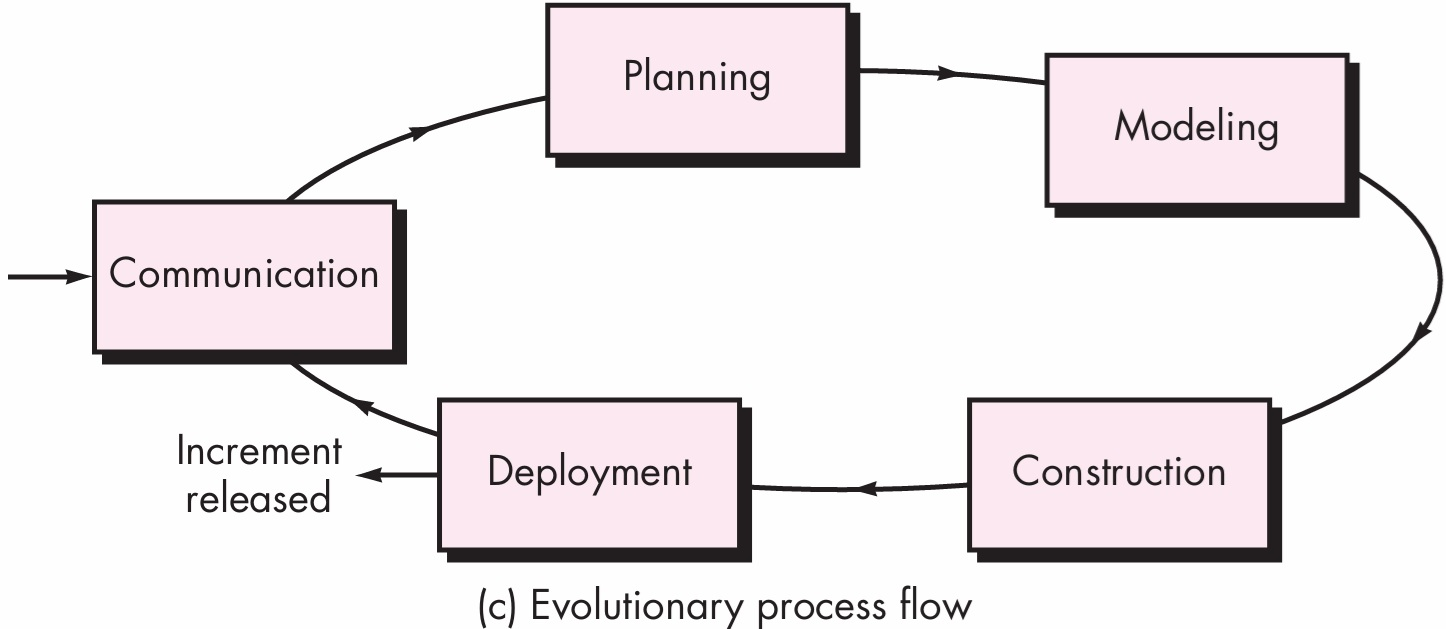 Planning
Modeling
Communication
Increment
released
Deployment
Construction
(c) Evolutionary process flow